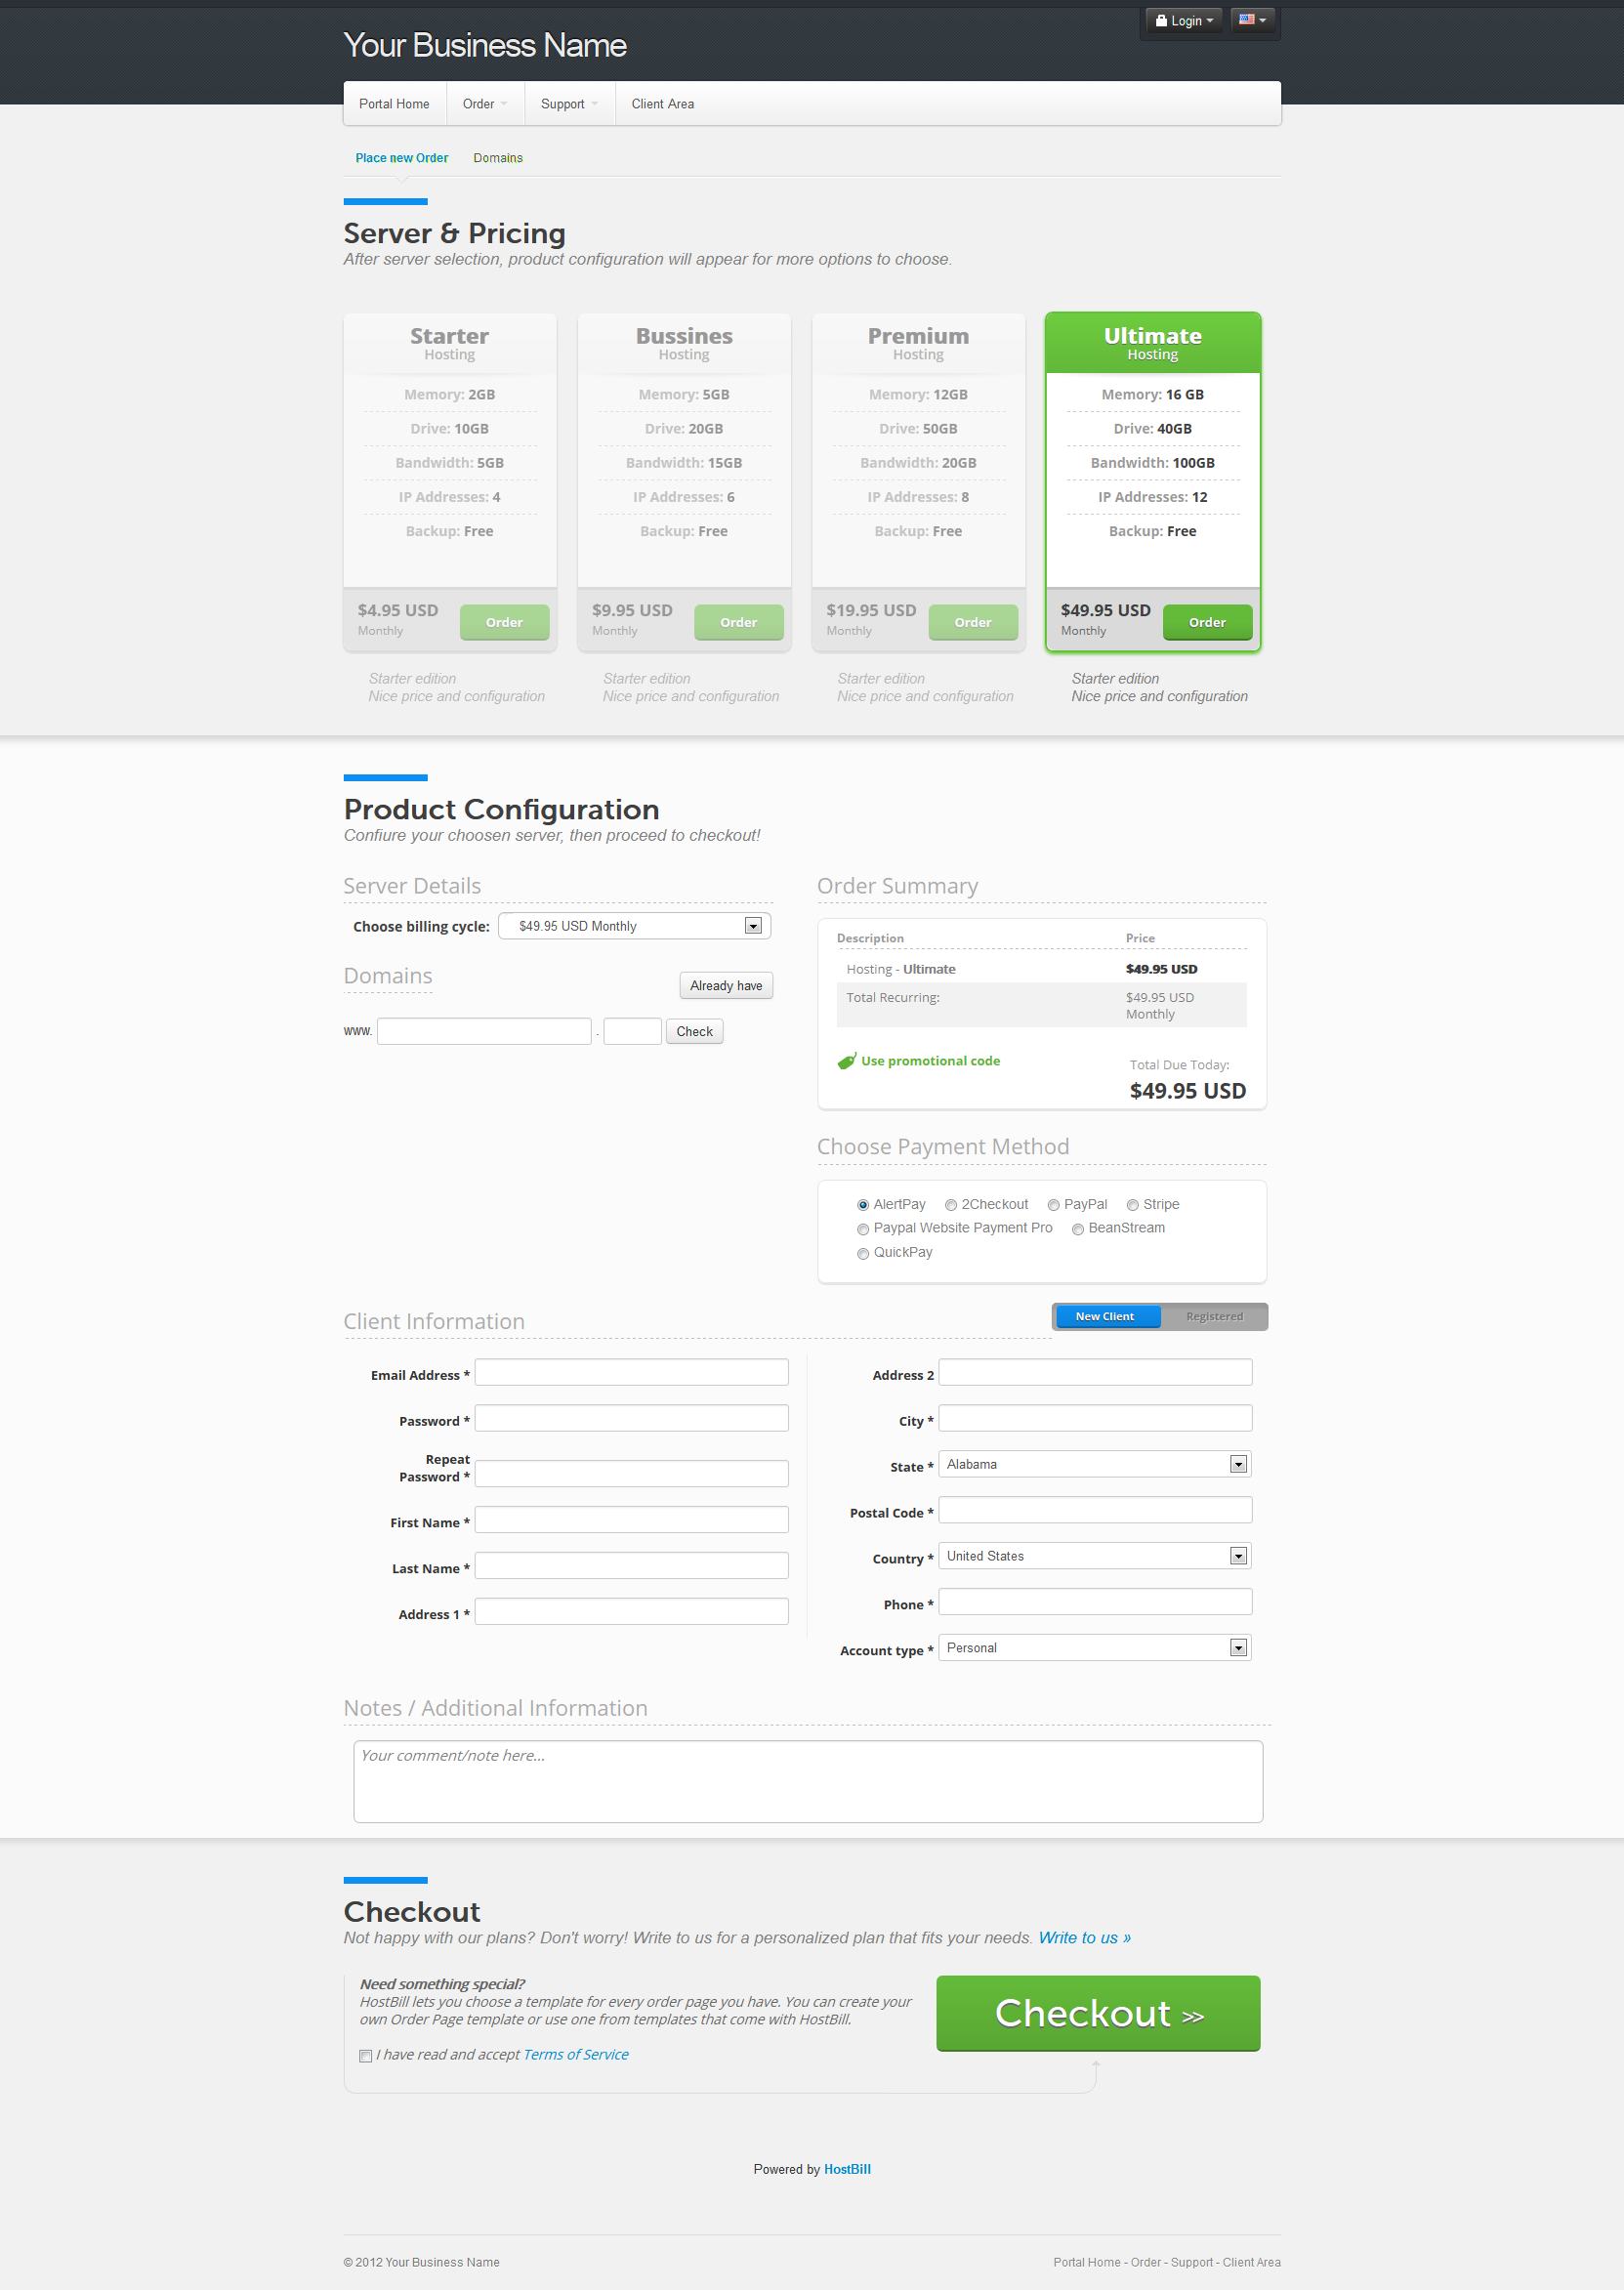 Login
Your Business Name
Portal Home
Order
Support
Client Area
Place new Order
Domains
Server & Pricing
After server selection, product configuration will appear for more options to choose.
Starter
Hosting
Memory: 2GB
Drive: 10GB
Bandwidth: 5GB
IP Addresses: 4
Backup: Free
$4.95 USD
Monthly
Order
Starter edition
Nice price and configuration
Bussines
Hosting
Memory: 5GB
Drive: 20GB
Bandwidth: 15GB
IP Addresses: 6
Backup: Free
$9.95 USD
Monthly
Order
Starter edition
Nice price and configuration
Premium
Hosting
Memory: 12GB
Drive: 50GB
Bandwidth: 20GB
IP Addresses: 8
Backup: Free
$19.95 USD
Monthly
Order
Starter edition
Nice price and configuration
Ultimate
Hosting
Memory: 16 GB
Drive: 40GB
Bandwidth: 100GB
IP Addresses: 12
Backup: Free
$49.95 USD
Monthly
Order
Starter edition
Nice price and configuration
Product Configuration
Confiure your choosen server, then proceed to checkout!
Server Details
Choose billing cycle: $49.95 USD Monthly
Domains
Already have
www. . Check
Order Summary
Description Price
Hosting - Ultimate $49.95 USD
Total Recurring: $49.95 USD
Monthly
Use promotional code
Total Due Today:
$49.95 USD
Choose Payment Method
AlertPay 2Checkout PayPal Stripe
Paypal Website Payment Pro BeanStream
QuickPay
Client Information
New Client Registered
Email Address *
Password *
Repeat
Password *
First Name *
Last Name *
Address 1 *
Address 2
City *
State * Alabama
Postal Code *
Country * United States
Phone *
Account type * Personal
Notes / Additional Information
Your comment/note here...
Checkout
Not happy with our plans? Don't worry! Write to us for a personalized plan that fits your needs. Write to us »
Need something special?
HostBill lets you choose a template for every order page you have. You can create your
own Order Page template or use one from templates that come with HostBill.
I have read and accept Terms of Service
Checkout >>
Powered by HostBill
© 2012 Your Business Name
Portal Home - Order - Support - Client Area